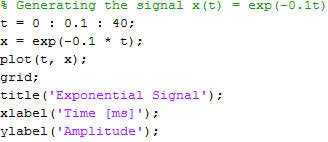 % Generating the signal x(t) = exp(-0.1t)
t = 0 : 0.1 : 40;
x = exp(-0.1 * t);
plot(t, x);
grid;
title('Exponential Signal');
xlabel('Time [ms]');
ylabel('Amplitude');